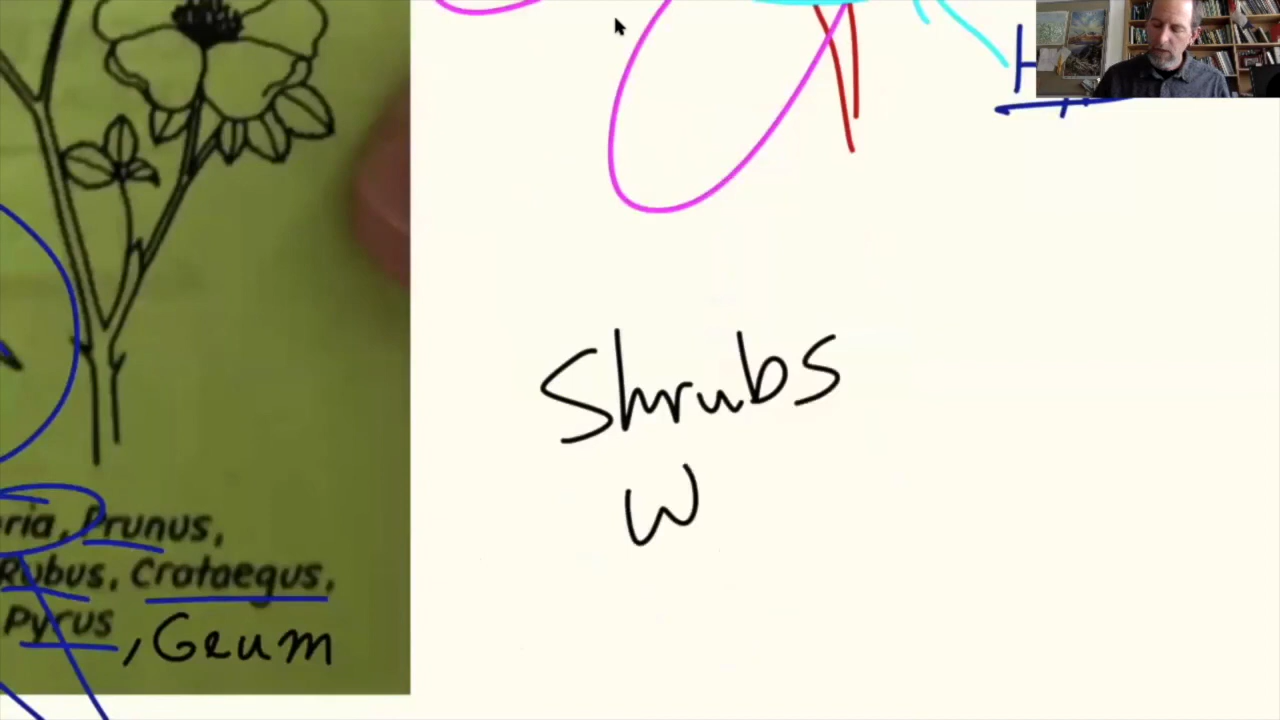 H
Shrubs
W
ria, Prunus,
Rubus, Crataegus,
Pyrus, Geum